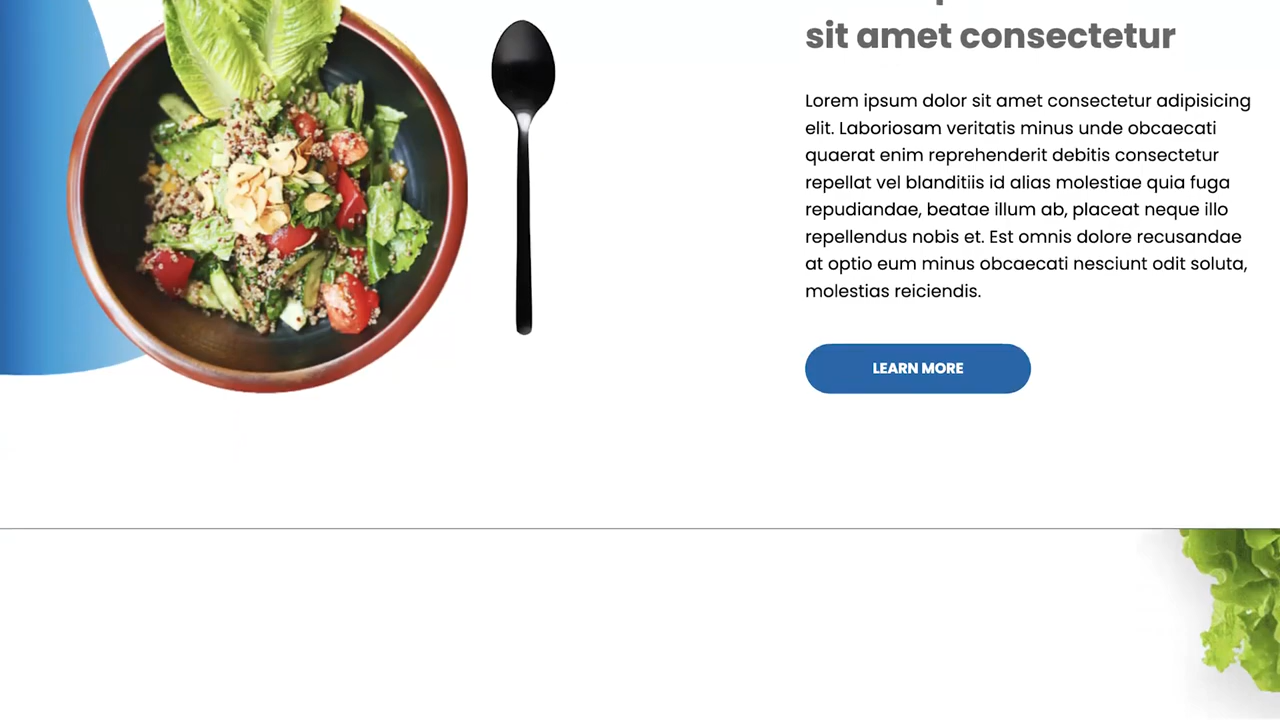 sit amet consectetur
Lorem ipsum dolor sit amet consectetur adipisicing
elit. Laboriosam veritatis minus unde obcaecati
quaerat enim reprehenderit debitis consectetur
repellat vel blanditiis id alias molestiae quia fuga
repudiandae, beatae illum ab, placeat neque illo
repellendus nobis et. Est omnis dolore recusandae
at optio eum minus obcaecati nesciunt odit soluta,
molestias reiciendis.
LEARN MORE